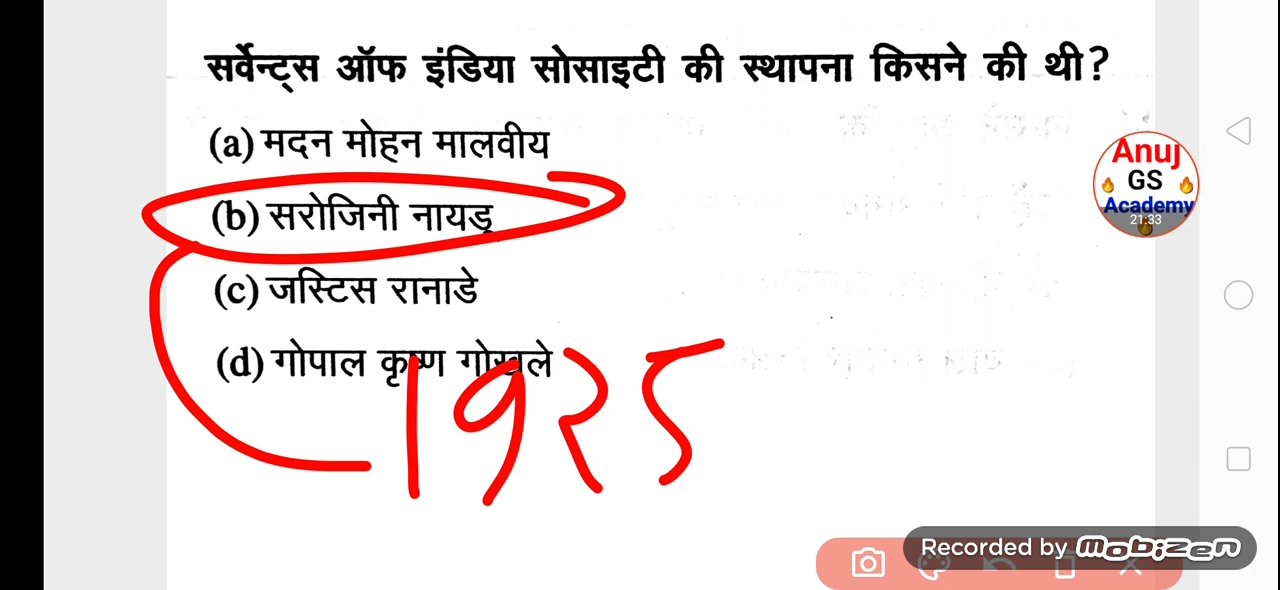 सर्वेन्ट्स ऑफ इंडिया सोसाइटी की स्थापना किसने की थी?
(a) मदन मोहन मालवीय
(b) सरोजिनी नायडू
(c) जस्टिस रानाडे
(d) गोपाल कृष्ण गोखले
1925
Anuj
GS
Academy
21:33
Recorded by Mobizen